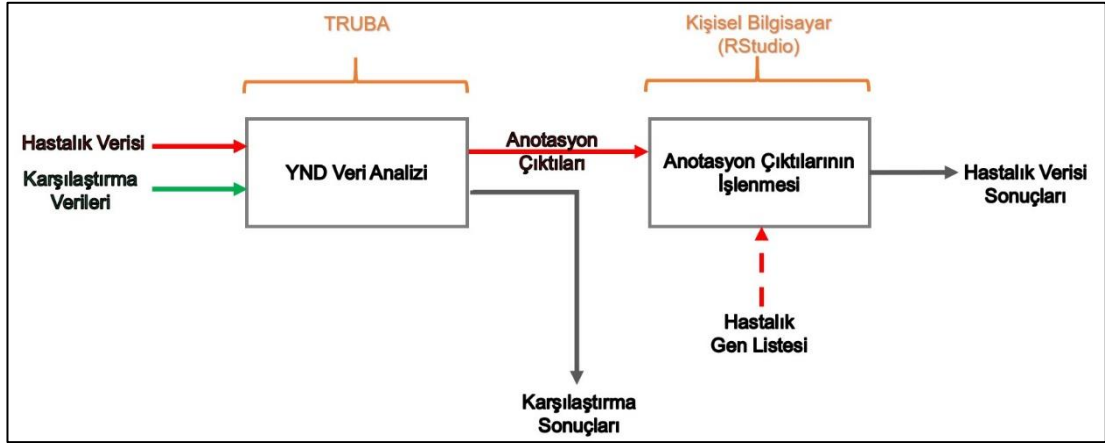 TRUBA
Kişisel Bilgisayar
(RStudio)
Hastalık Verisi
Karşılaştırma
Verileri
YND Veri Analizi
Anotasyon
Çıktıları
Anotasyon Çıktılarının
İşlenmesi
Hastalık Verisi
Sonuçları
Hastalık
Gen Listesi
Karşılaştırma
Sonuçları